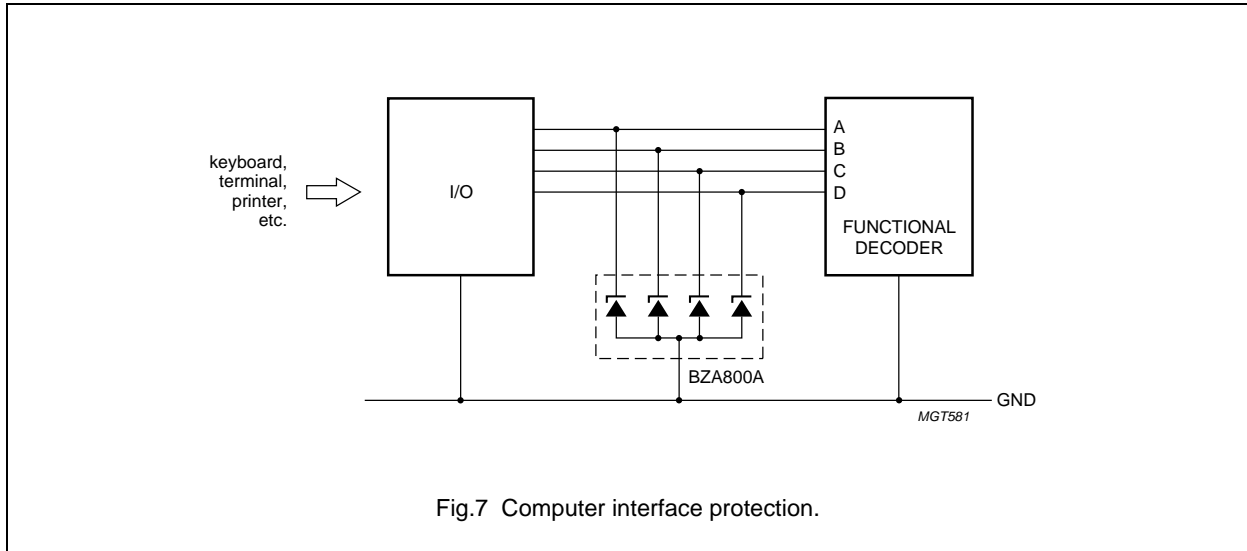 keyboard,
terminal,
printer,
etc.
I/O
A
B
C
D
FUNCTIONAL
DECODER
BZA800A
GND
MGT581
Fig.7 Computer interface protection.